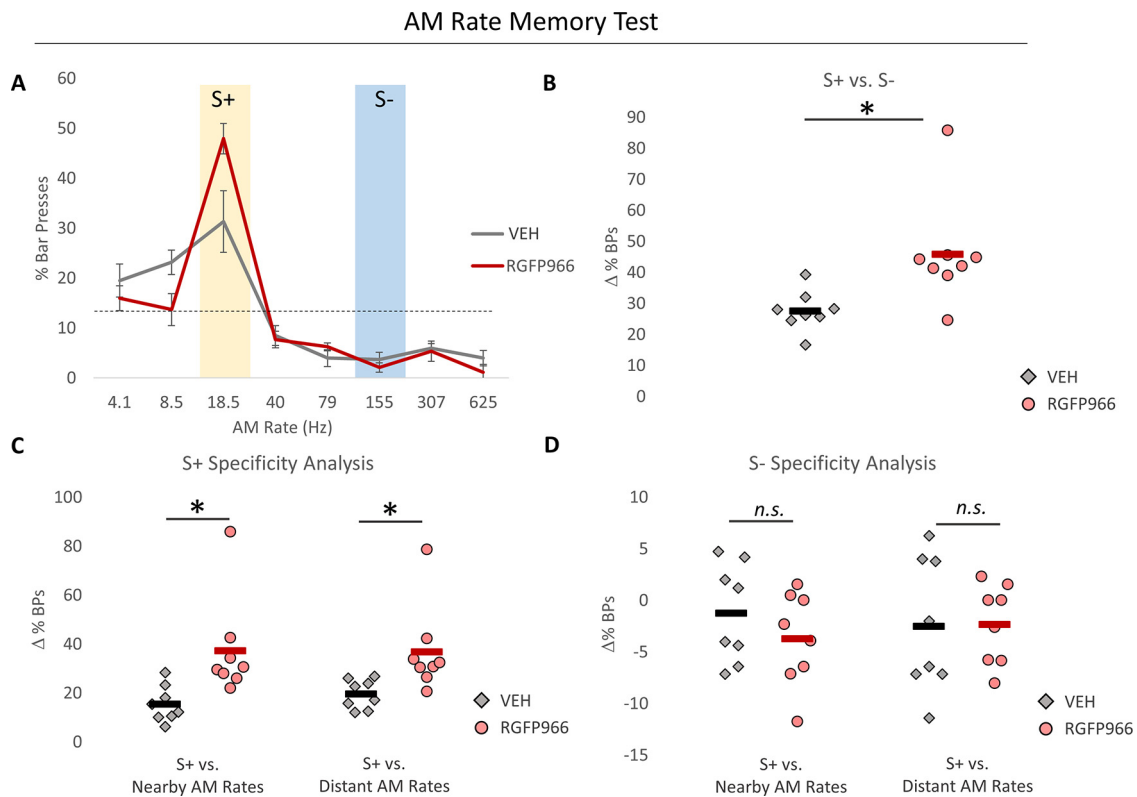 AM Rate Memory Test
A
60
50
40
30
20
10
0
% Bar Presses
S+
S-
4.1 8.5 18.5 40 79 155 307 625
AM Rate (Hz)
VEH
RGFP966
B
S+ vs. S-
*
90
80
70
60
50
40
30
20
10
0
Δ % BPs
VEH
RGFP966
C
S+ Specificity Analysis
100
80
60
40
20
0
Δ % BPs
* *
S+ vs.
Nearby AM Rates
S+ vs.
Distant AM Rates
VEH
RGFP966
D
S- Specificity Analysis
10
5
0
-5
-10
-15
Δ% BPs
n.s. n.s.
S+ vs.
Nearby AM Rates
S+ vs.
Distant AM Rates
VEH
RGFP966